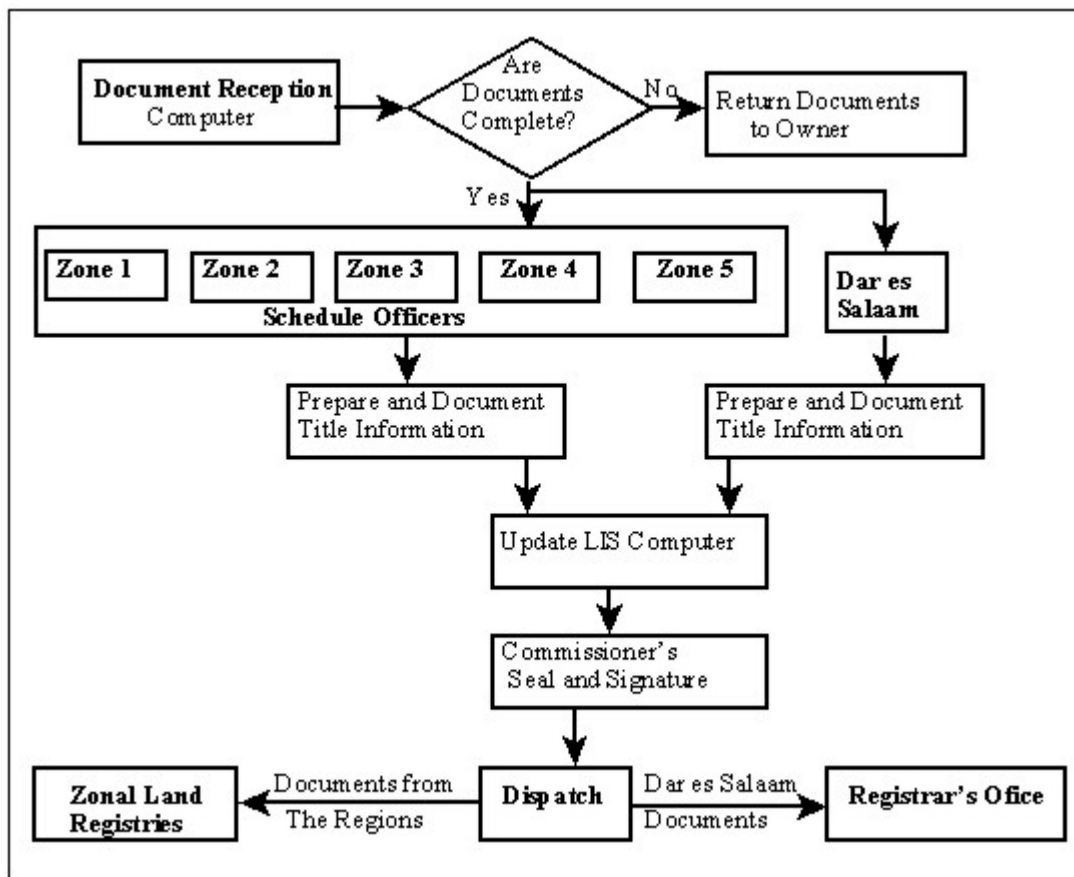 Document Reception
Computer
Are
Documents
Complete?
No
Return Documents
to Owner
Yes
Zone 1
Zone 2
Zone 3
Zone 4
Zone 5
Schedule Officers
Dar es
Salaam
Prepare and Document
Title Information
Prepare and Document
Title Information
Update LIS Computer
Commissioner’s
Seal and Signature
Zonal Land
Registries
Documents from
The Regions
Dispatch
Dar es Salaam
Documents
Registrar’s Ofice